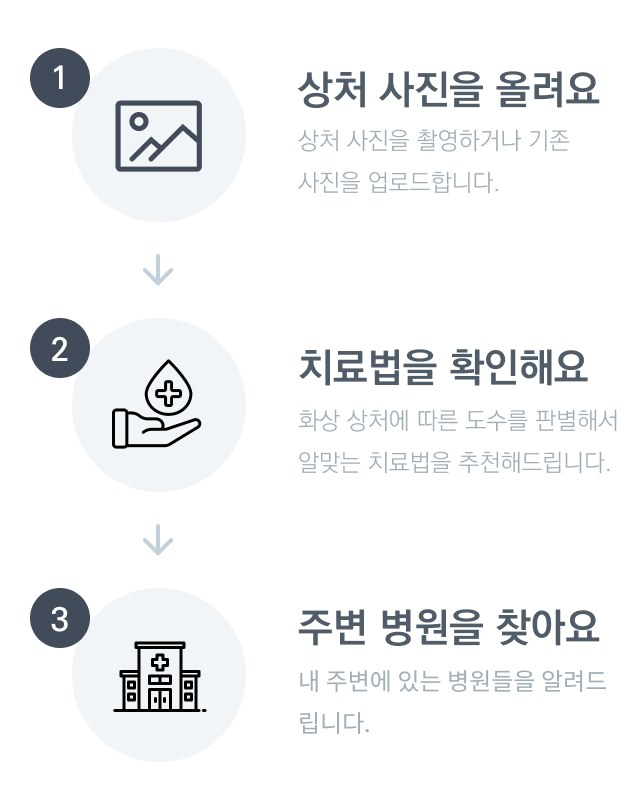 1
상처 사진을 올려요
상처 사진을 촬영하거나 기존
사진을 업로드합니다.
2
치료법을 확인해요
화상 상처에 따른 도수를 판별해서
알맞는 치료법을 추천해드립니다.
3
주변 병원을 찾아요
내 주변에 있는 병원들을 알려드
립니다.